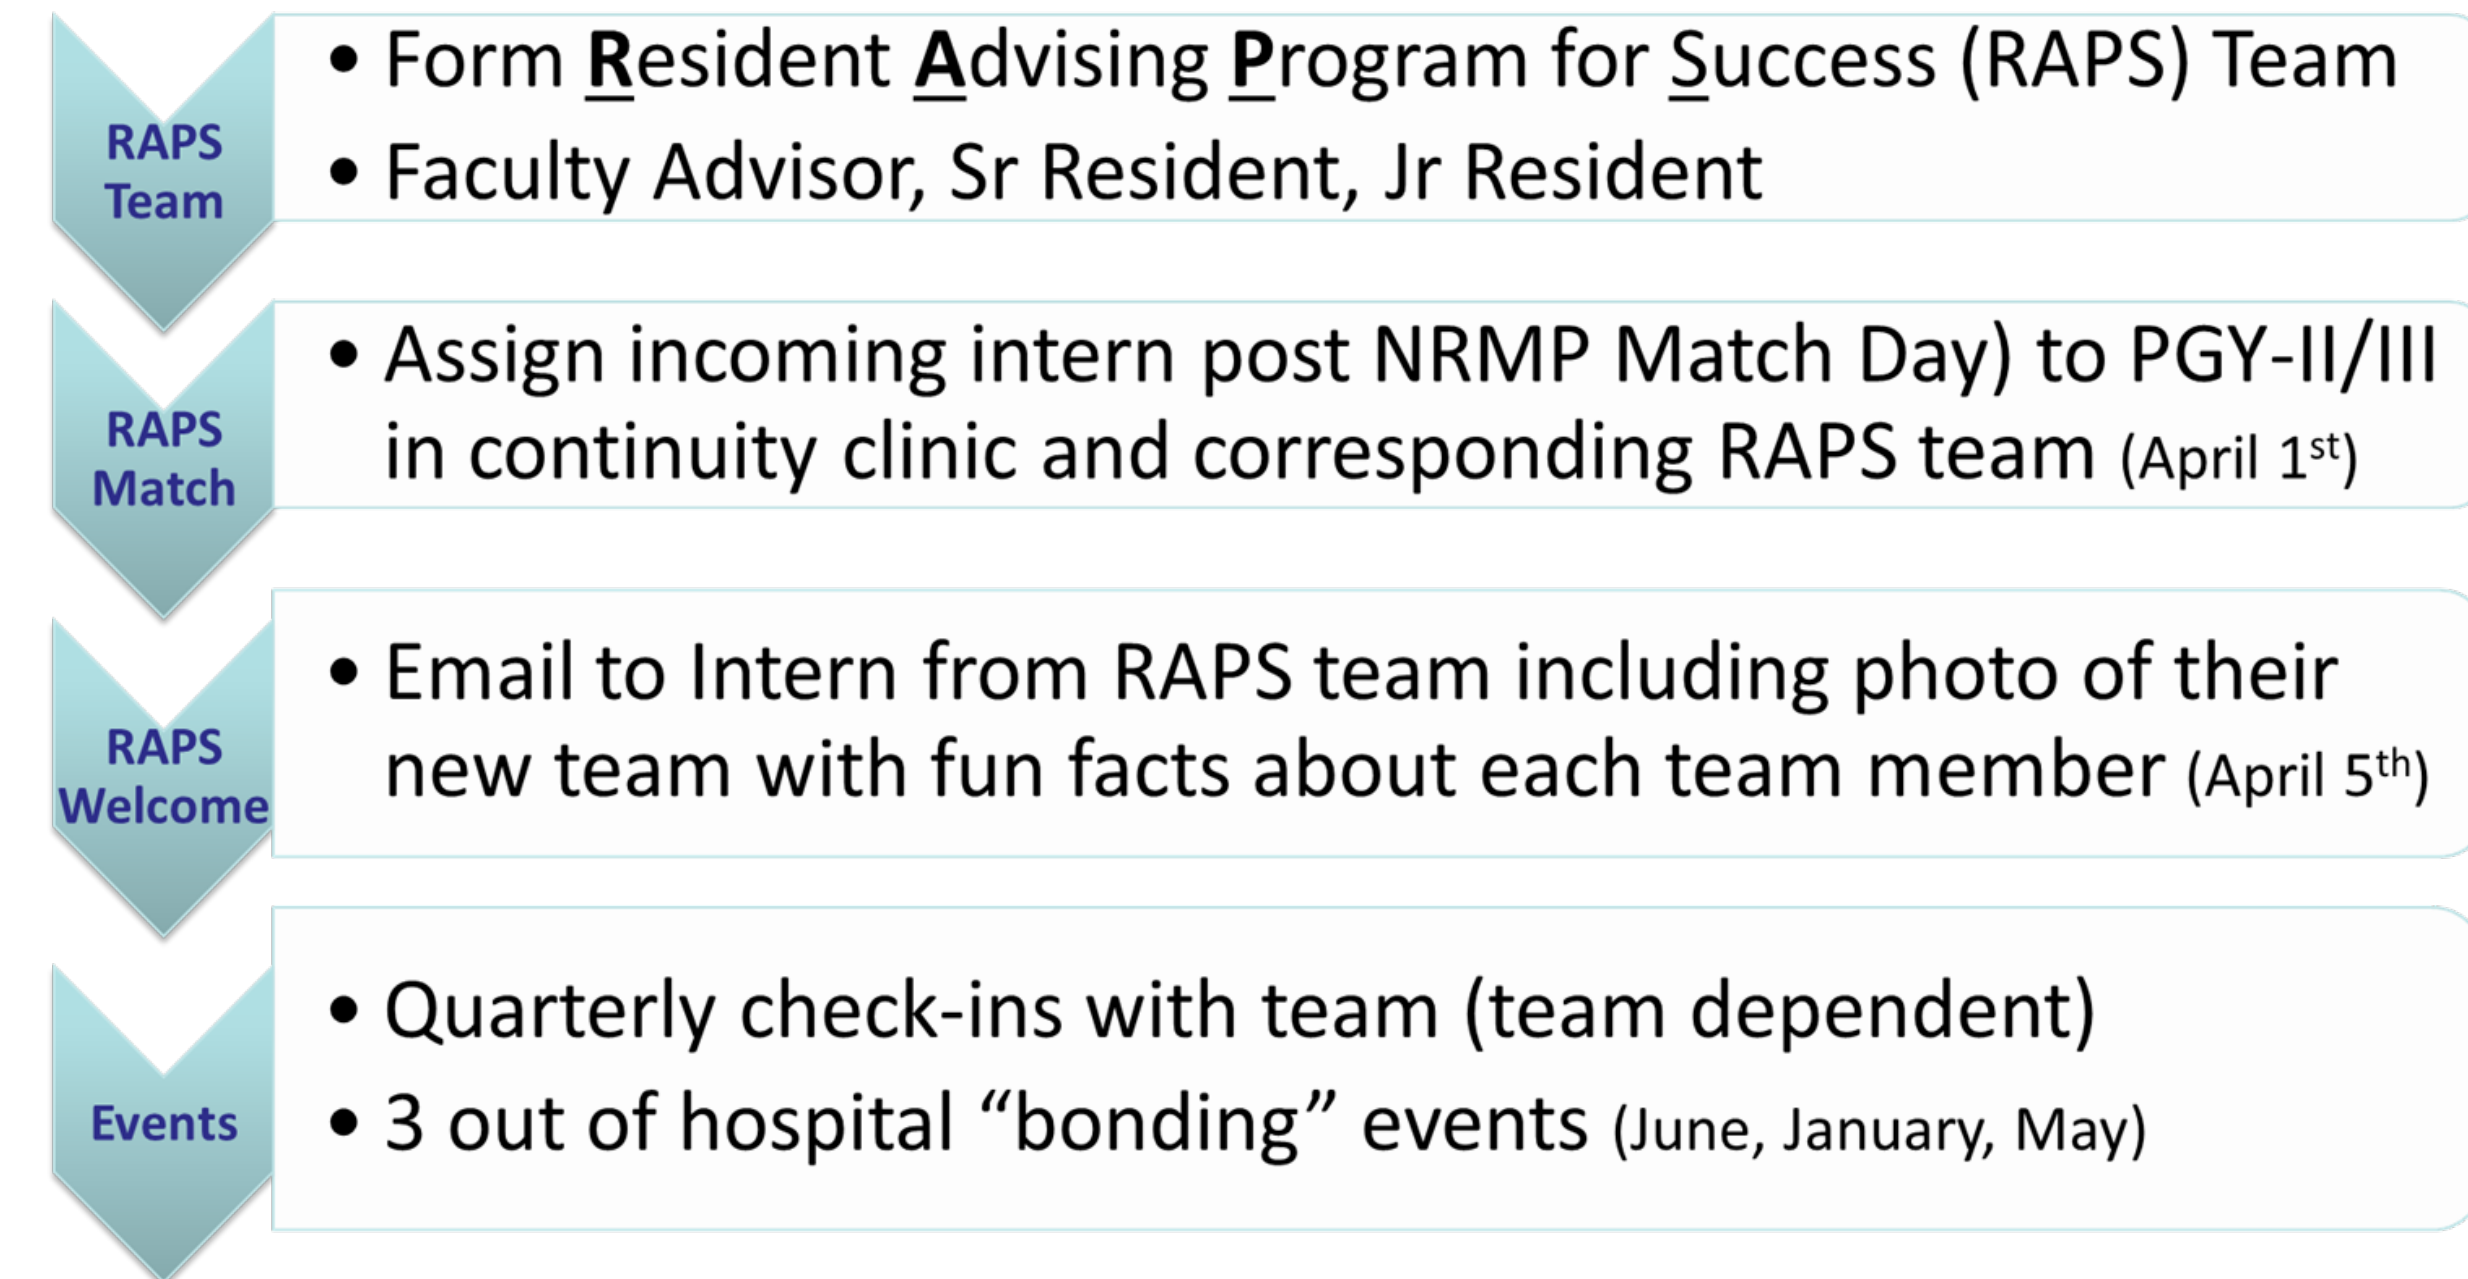 RAPS
Team
• Form Resident Advising Program for Success (RAPS) Team
• Faculty Advisor, Sr Resident, Jr Resident
RAPS
Match
• Assign incoming intern post NRMP Match Day) to PGY-II/III
in continuity clinic and corresponding RAPS team (April 1st)
RAPS
Welcome
• Email to Intern from RAPS team including photo of their
new team with fun facts about each team member (April 5th)
Events
• Quarterly check-ins with team (team dependent)
• 3 out of hospital “bonding” events (June, January, May)